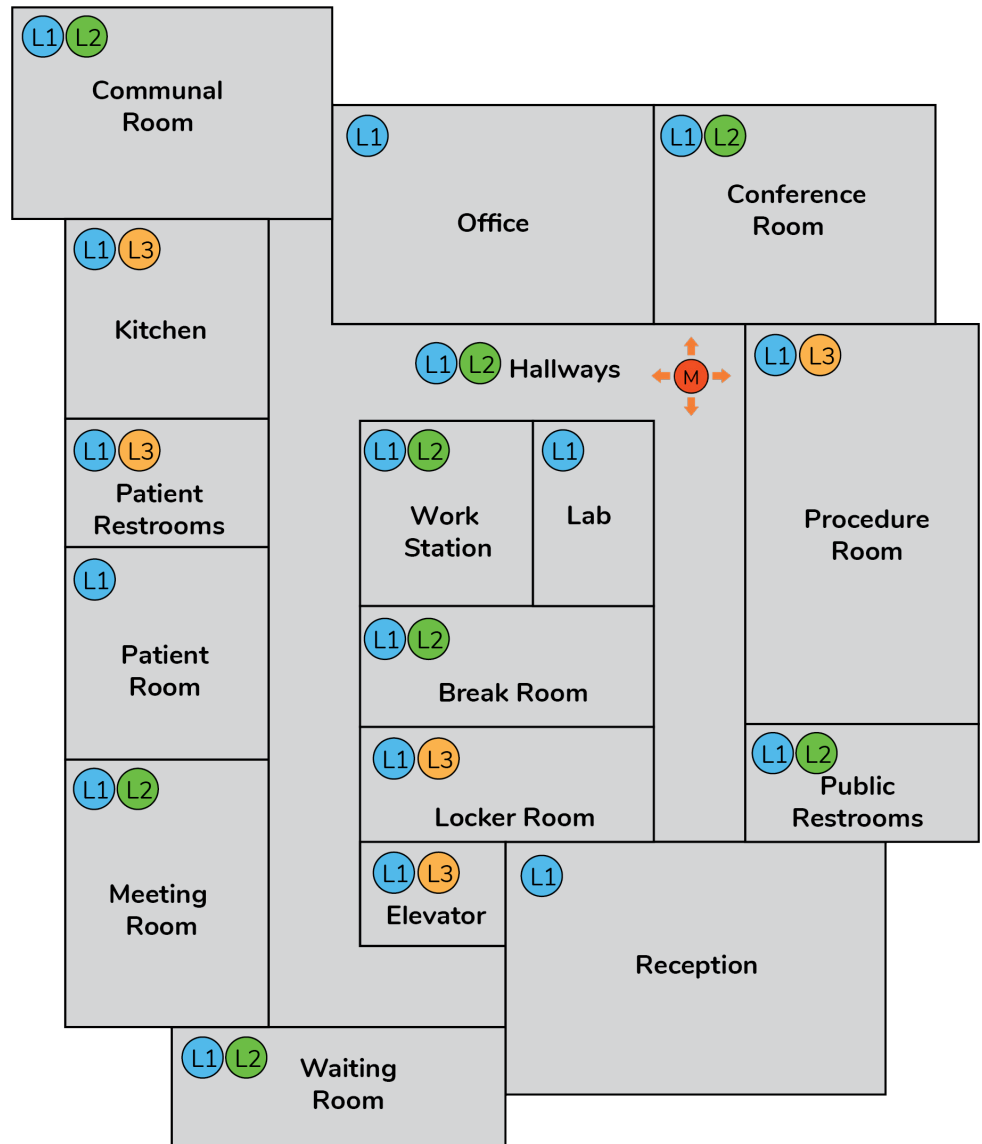 L1 L2
Communal
Room
L1
Office
L1 L2
Conference
Room
L1 L3
Kitchen
L1 L2 Hallways
M
L1 L3
Procedure
Room
L1 L3
Patient
Restrooms
L1 L2
Work
Station
L1
Lab
L1
Patient
Room
L1 L2
Break Room
L1 L2
Meeting
Room
L1 L3
Locker Room
L1 L2
Public
Restrooms
L1 L3
Elevator
L1
Reception
L1 L2
Waiting
Room